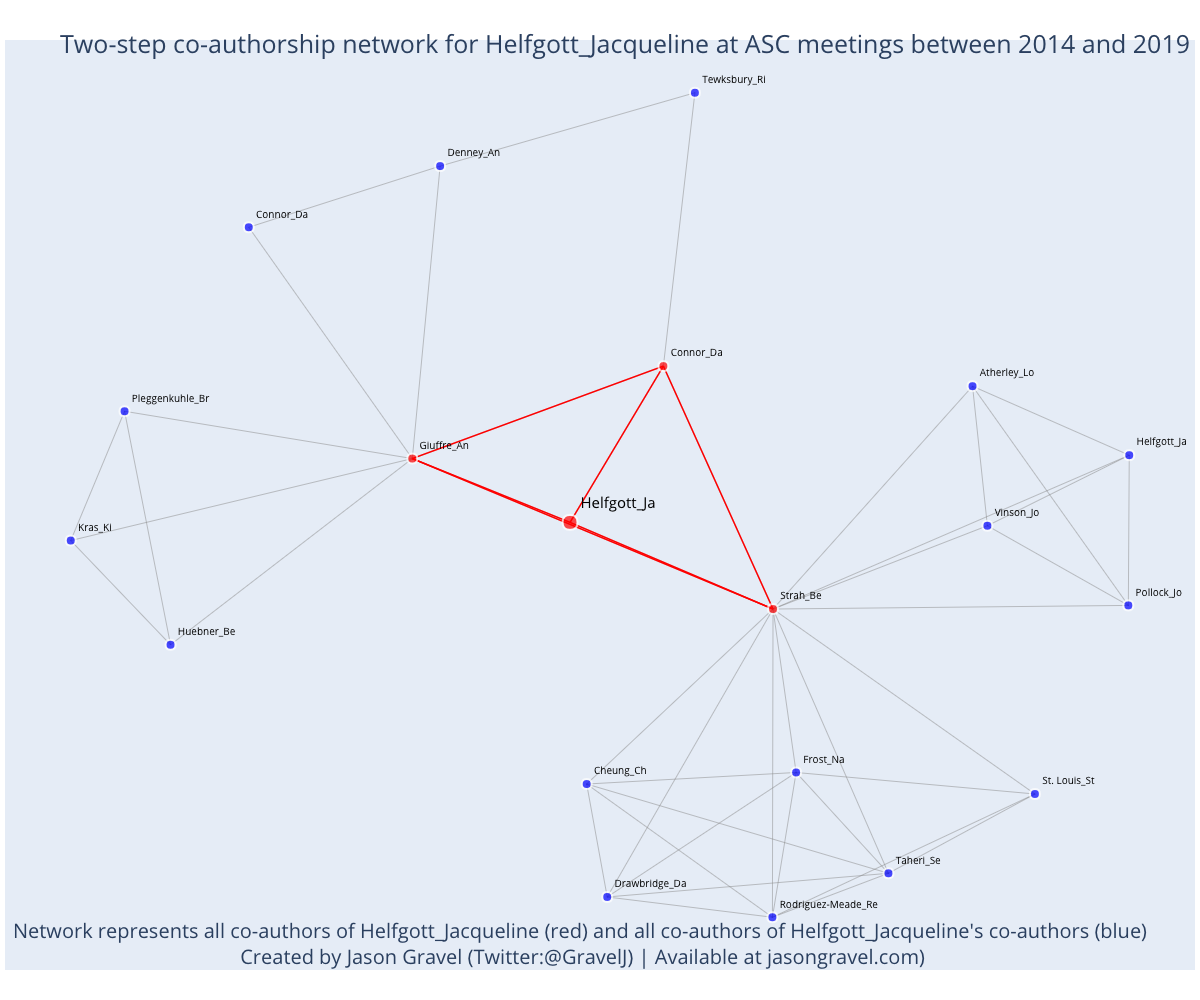 Two-step co-authorship network for Helfgott_Jacqueline at ASC meetings between 2014 and 2019
Tewksbury_Ri
Denney_An
Connor_Da
Connor_Da
Atherley_Lo
Pleggenkuhle_Br
Giuffre_An
Helfgott_Ja
Helfgott_Ja
Vinson_Jo
Kras_Ki
Strah_Be
Pollock_Jo
Huebner_Be
Frost_Na
Cheung_Ch
St. Louis_St
Taheri_Se
Drawbridge_Da
Rodriguez-Meade_Re
Network represents all co-authors of Helfgott_Jacqueline (red) and all co-authors of Helfgott_Jacqueline's co-authors (blue)
Created by Jason Gravel (Twitter:@GravelJ) | Available at jasongravel.com)